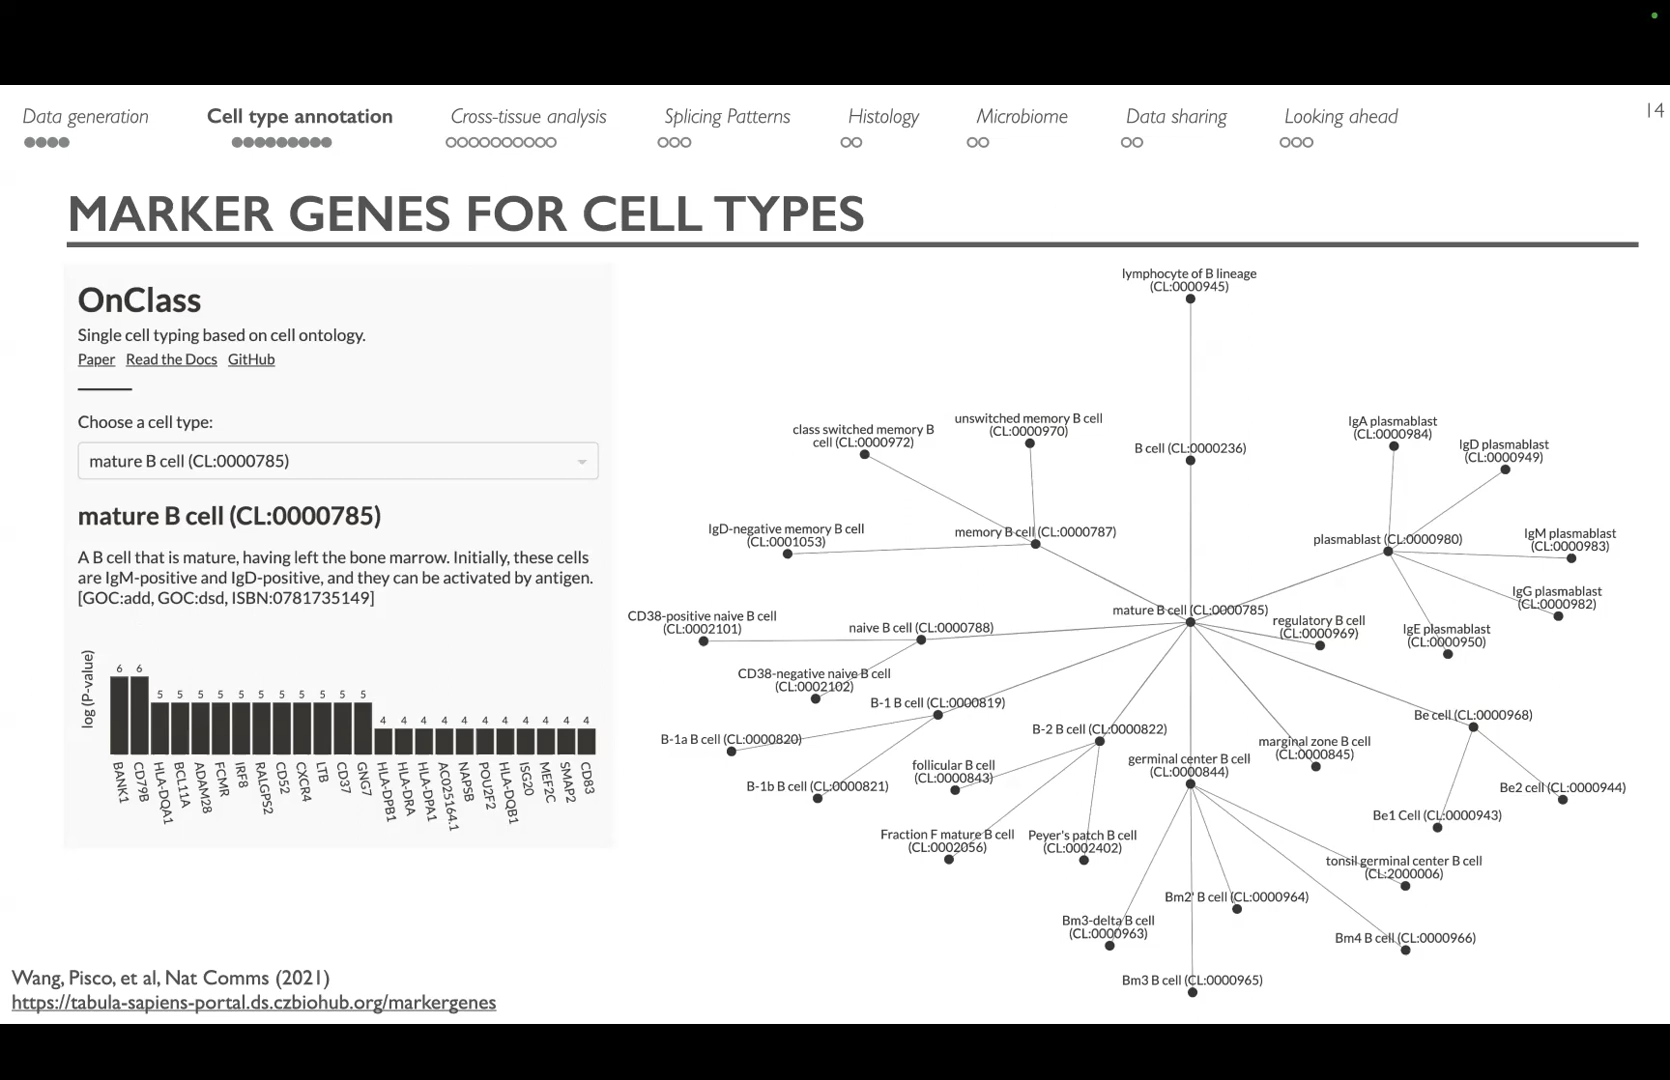 Data generation
Cell type annotation
Cross-tissue analysis
Splicing Patterns
Histology
Microbiome
Data sharing
Looking ahead
14
MARKER GENES FOR CELL TYPES
OnClass
Single cell typing based on cell ontology.
Paper Read the Docs GitHub
Choose a cell type:
mature B cell (CL:0000785)
mature B cell (CL:0000785)
A B cell that is mature, having left the bone marrow. Initially, these cells
are IgM-positive and IgD-positive, and they can be activated by antigen.
[GOC:add, GOC:dsd, ISBN:0781735149]
log (p-value)
6 6 5 5 5 5 5 5 5 5 5 5 5 4 4 4 4 4 4 4 4 4 4 4
BANK1
CD79B
HLA-DQA1
BCL11A
ADAM28
FCMR
IRF8
RALGPS2
CD52
CXCR4
LTB
CD37
GNG7
HLA-DPB1
HLA-DRA
HLA-DPA1
AC025164.1
NAPSB
POU2F2
HLA-DQB1
ISG20
MEF2C
SMAP2
CD83
lymphocyte of B lineage
(CL:0000945)
class switched memory B
cell (CL:0000972)
unswitched memory B cell
(CL:0000970)
B cell (CL:0000236)
IgA plasmablast
(CL:0000984)
IgD plasmablast
(CL:0000949)
IgD-negative memory B cell
(CL:0001053)
memory B cell (CL:0000787)
plasmablast (CL:0000980)
IgM plasmablast
(CL:0000983)
IgG plasmablast
(CL:0000982)
mature B cell (CL:0000785)
CD38-positive naive B cell
(CL:0002101)
naive B cell (CL:0000788)
regulatory B cell
(CL:0000969)
IgE plasmablast
(CL:0000950)
CD38-negative naive B cell
(CL:0002102)
B-1 B cell (CL:0000819)
B-2 B cell (CL:0000822)
Be cell (CL:0000968)
B-1a B cell (CL:0000820)
marginal zone B cell
(CL:0000845)
germinal center B cell
(CL:0000844)
follicular B cell
(CL:0000843)
B-1b B cell (CL:0000821)
Be2 cell (CL:0000944)
Be1 Cell (CL:0000943)
Fraction F mature B cell
(CL:0002056)
Peyer's patch B cell
(CL:0002402)
tonsil germinal center B cell
(CL:2000006)
Bm2' B cell (CL:0000964)
Bm3-delta B cell
(CL:0000963)
Bm4 B cell (CL:0000966)
Bm3 B cell (CL:0000965)
Wang, Pisco, et al, Nat Comms (2021)
https://tabula-sapiens-portal.ds.czbiohub.org/markergenes